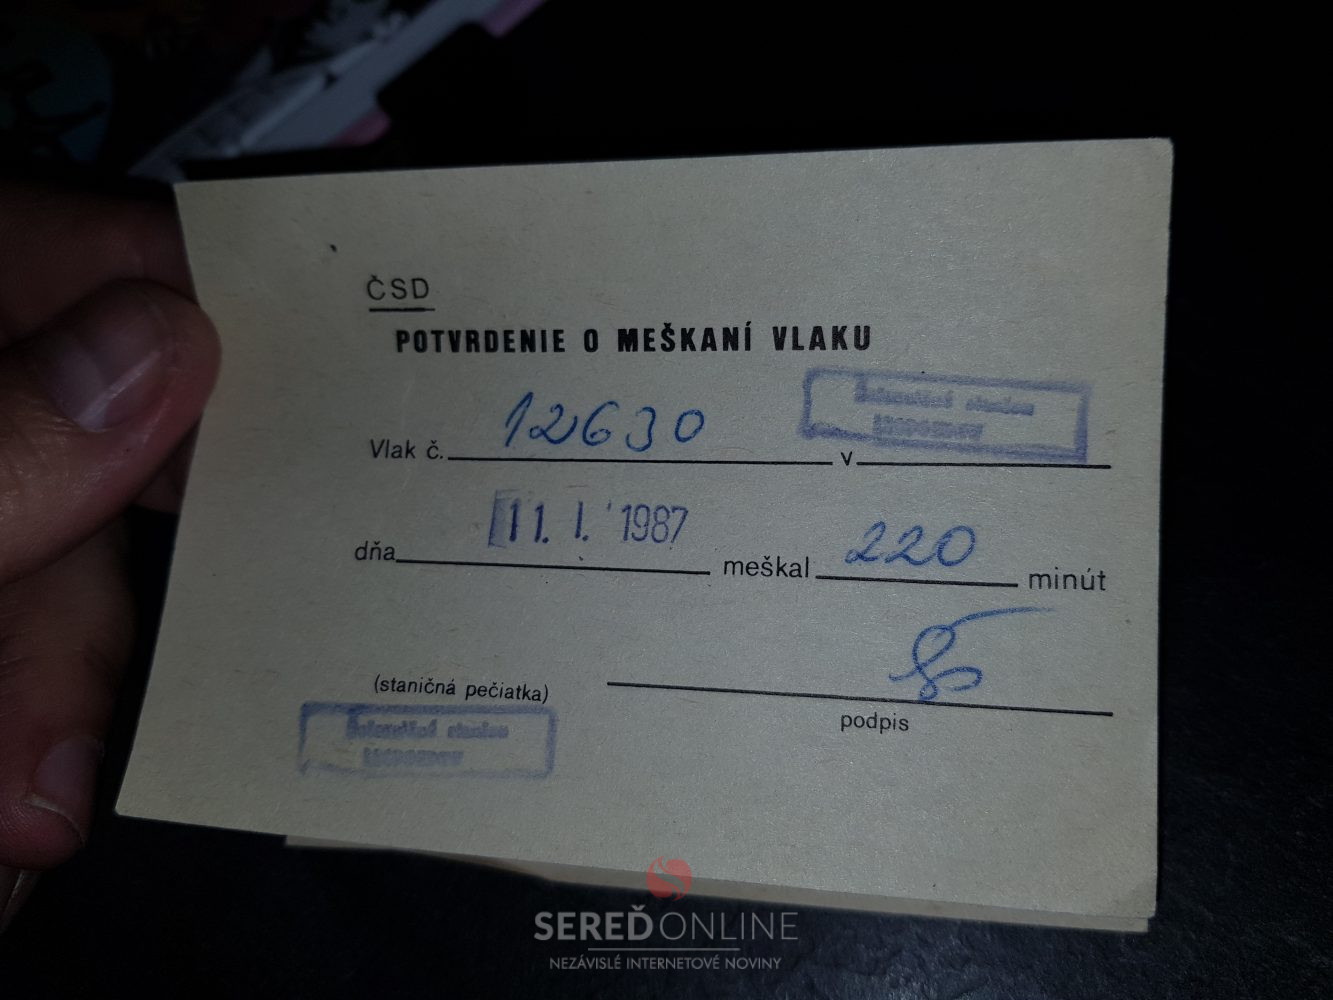 ČSD
POTVRDENIE O MEŠKANÍ VLAKU
Vlak č. 12630 v
dňa 11. I. 1987 meškal 220 minút
(staničná pečiatka)
podpis
SEREĎONLINE
NEZÁVISLÉ INTERNETOVÉ NOVINY